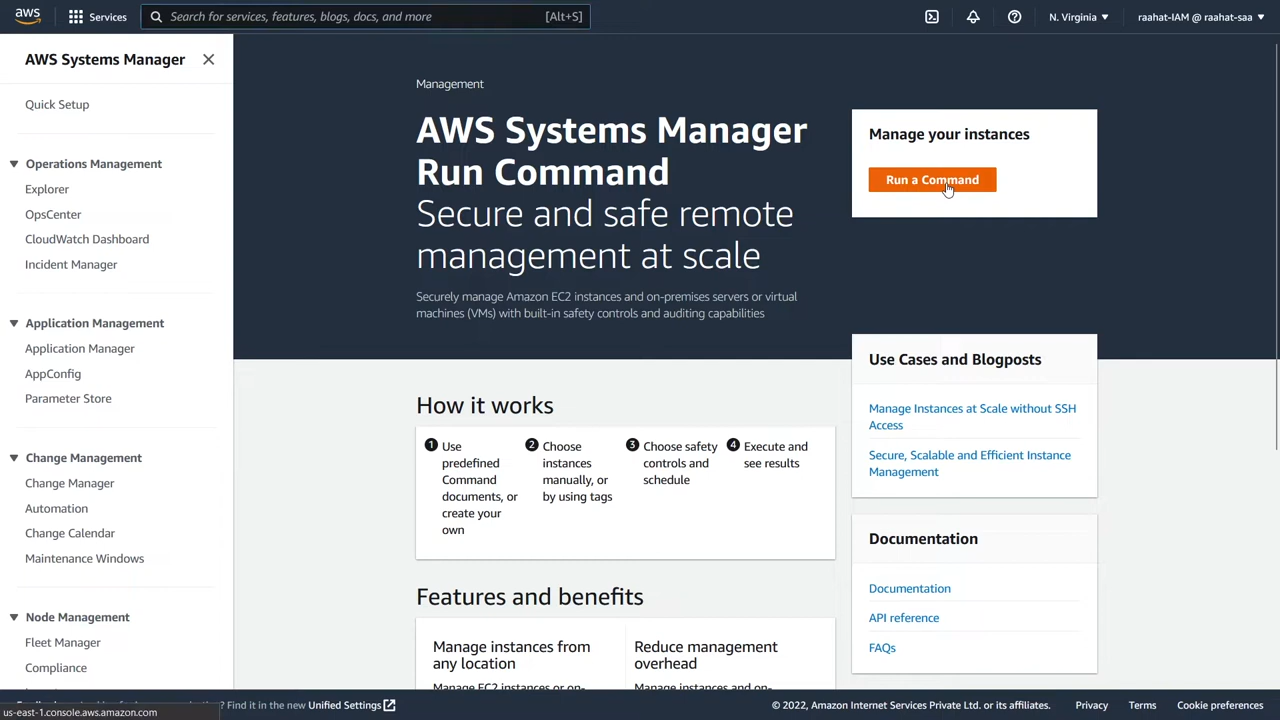 aws
Services
Search for services, features, blogs, docs, and more
[Alt+S]
N. Virginia ▼
raahat-IAM @ raahat-saa ▼
AWS Systems Manager
Quick Setup
Operations Management
Explorer
OpsCenter
CloudWatch Dashboard
Incident Manager
Application Management
Application Manager
AppConfig
Parameter Store
Change Management
Change Manager
Automation
Change Calendar
Maintenance Windows
Node Management
Fleet Manager
Compliance
Management
AWS Systems Manager
Run Command
Secure and safe remote
management at scale
Securely manage Amazon EC2 instances and on-premises servers or virtual
machines (VMs) with built-in safety controls and auditing capabilities
Manage your instances
Run a Command
How it works
1 Use
predefined
Command
documents, or
create your
own
2 Choose
instances
manually, or
by using tags
3 Choose safety
controls and
schedule
4 Execute and
see results
Features and benefits
Manage instances from
any location
Manage EC2 instances or on-
Reduce management
overhead
Manage instances and on-
Use Cases and Blogposts
Manage Instances at Scale without SSH
Access
Secure, Scalable and Efficient Instance
Management
Documentation
Documentation
API reference
FAQs
? Find it in the new Unified Settings
us-east-1.console.aws.amazon.com
© 2022, Amazon Internet Services Private Ltd. or its affiliates.
Privacy
Terms
Cookie preferences